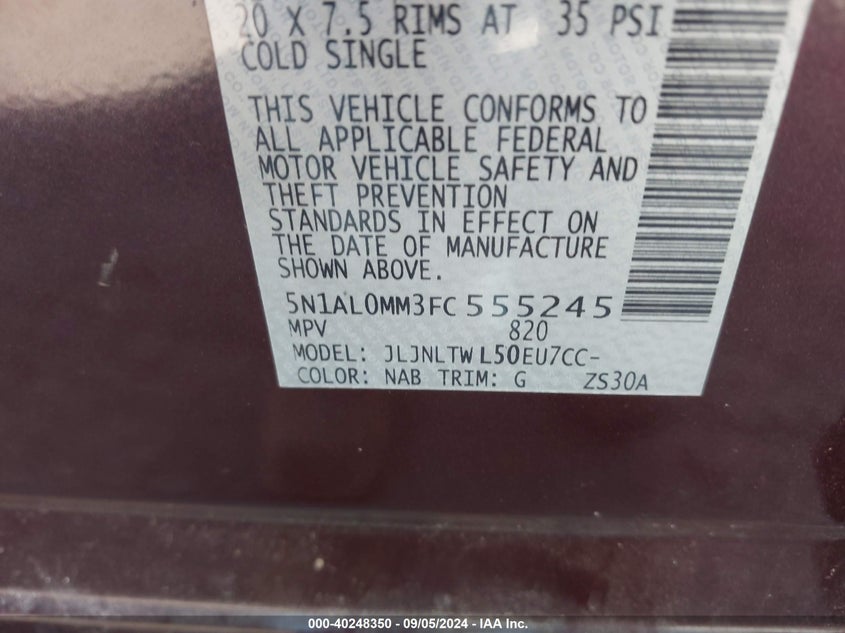 20 X 7.5 RIMS AT 35 PSI
COLD SINGLE
THIS VEHICLE CONFORMS TO
ALL APPLICABLE FEDERAL
MOTOR VEHICLE SAFETY AND
THEFT PREVENTION
STANDARDS IN EFFECT ON
THE DATE OF MANUFACTURE
SHOWN ABOVE.
5N1AL0MM3FC555245
MPV 820
MODEL: JLJNLTWL50EU7CC-
COLOR: NAB TRIM: G ZS30A
000-40248350 - 09/05/2024 - IAA Inc.